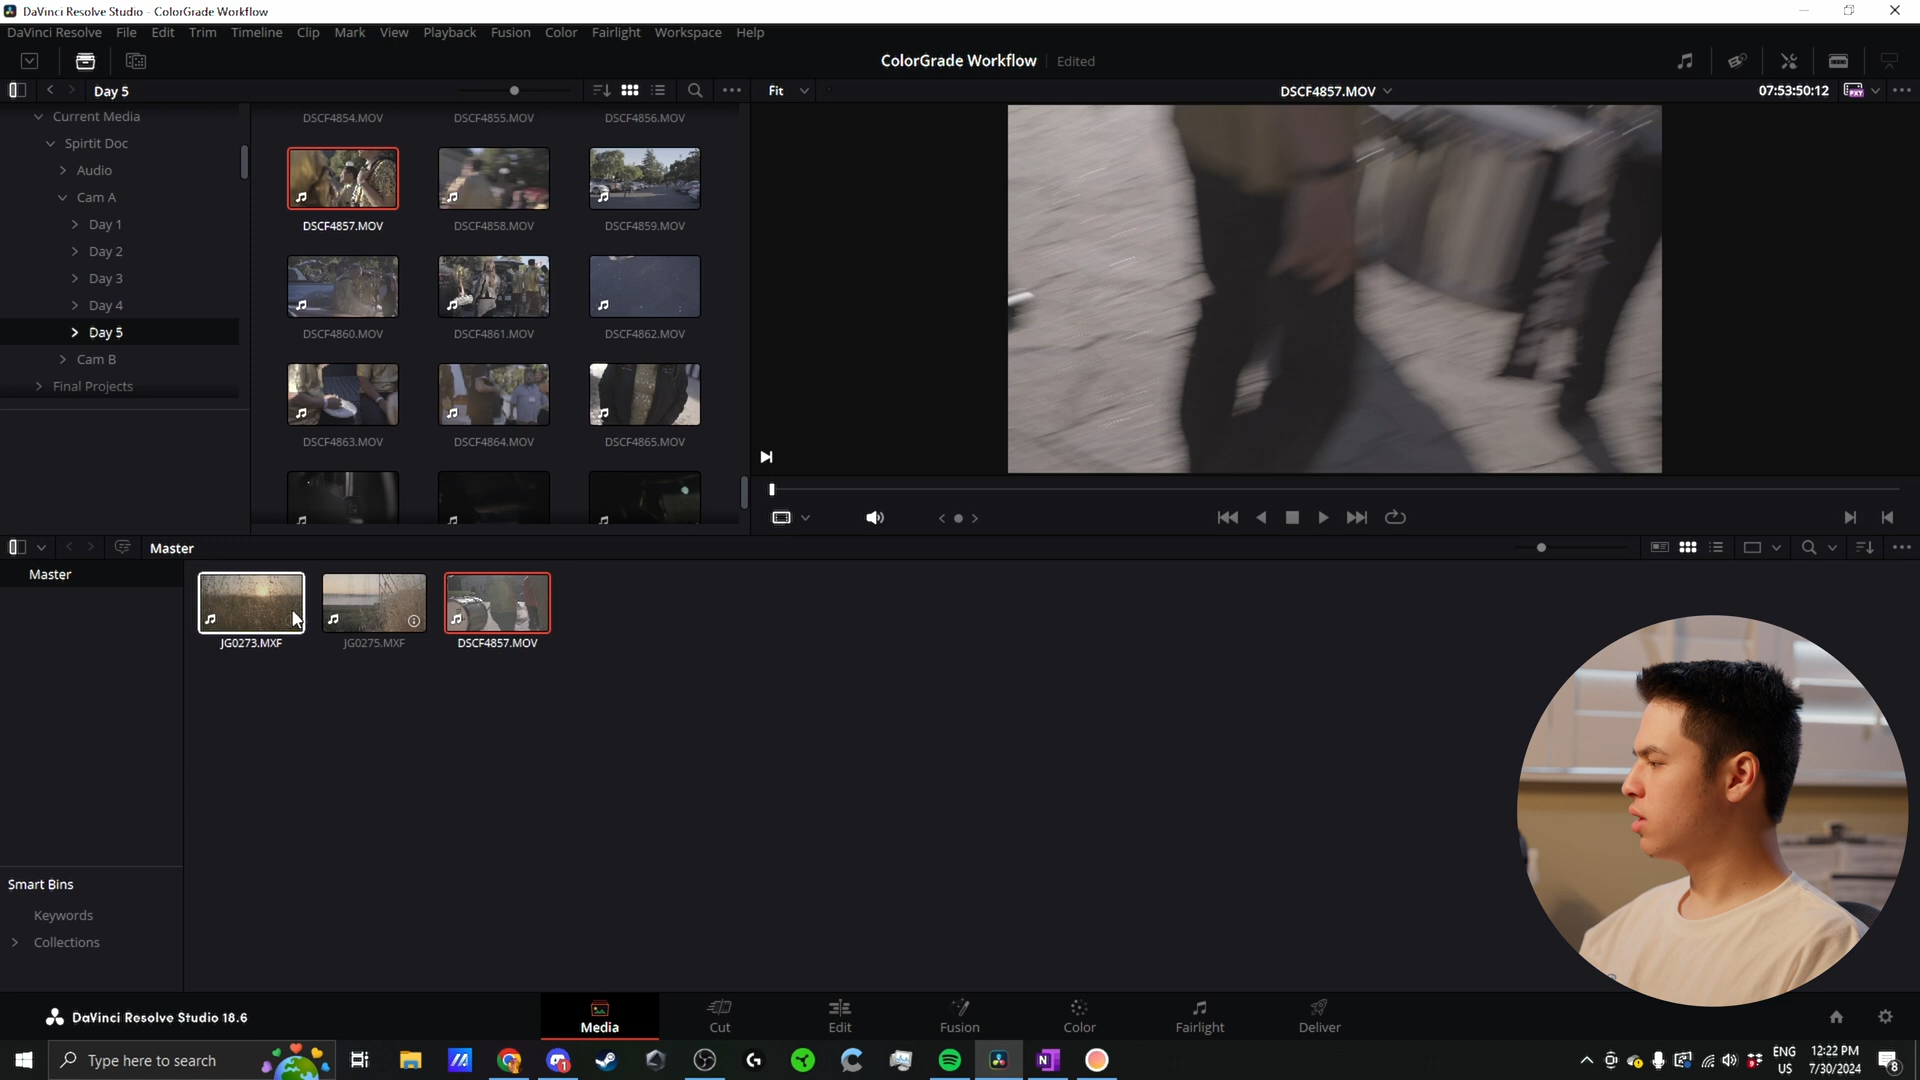 DaVinci Resolve Studio - ColorGrade Workflow
DaVinci Resolve File Edit Trim Timeline Clip Mark View Playback Fusion Color Fairlight Workspace Help
ColorGrade Workflow Edited
Day 5
Fit
DSCF4857.MOV
07:53:50:12
Current Media
Spirtit Doc
Audio
Cam A
Day 1
Day 2
Day 3
Day 4
Day 5
Cam B
Final Projects
DSCF4854.MOV DSCF4855.MOV DSCF4856.MOV
DSCF4857.MOV DSCF4858.MOV DSCF4859.MOV
DSCF4860.MOV DSCF4861.MOV DSCF4862.MOV
DSCF4863.MOV DSCF4864.MOV DSCF4865.MOV
Master
Master
JG0273.MXF JG0275.MXF DSCF4857.MOV
Smart Bins
Keywords
Collections
DaVinci Resolve Studio 18.6
Media Cut Edit Fusion Color Fairlight Deliver
Type here to search
1
ENG
US
12:22 PM
7/30/2024
8